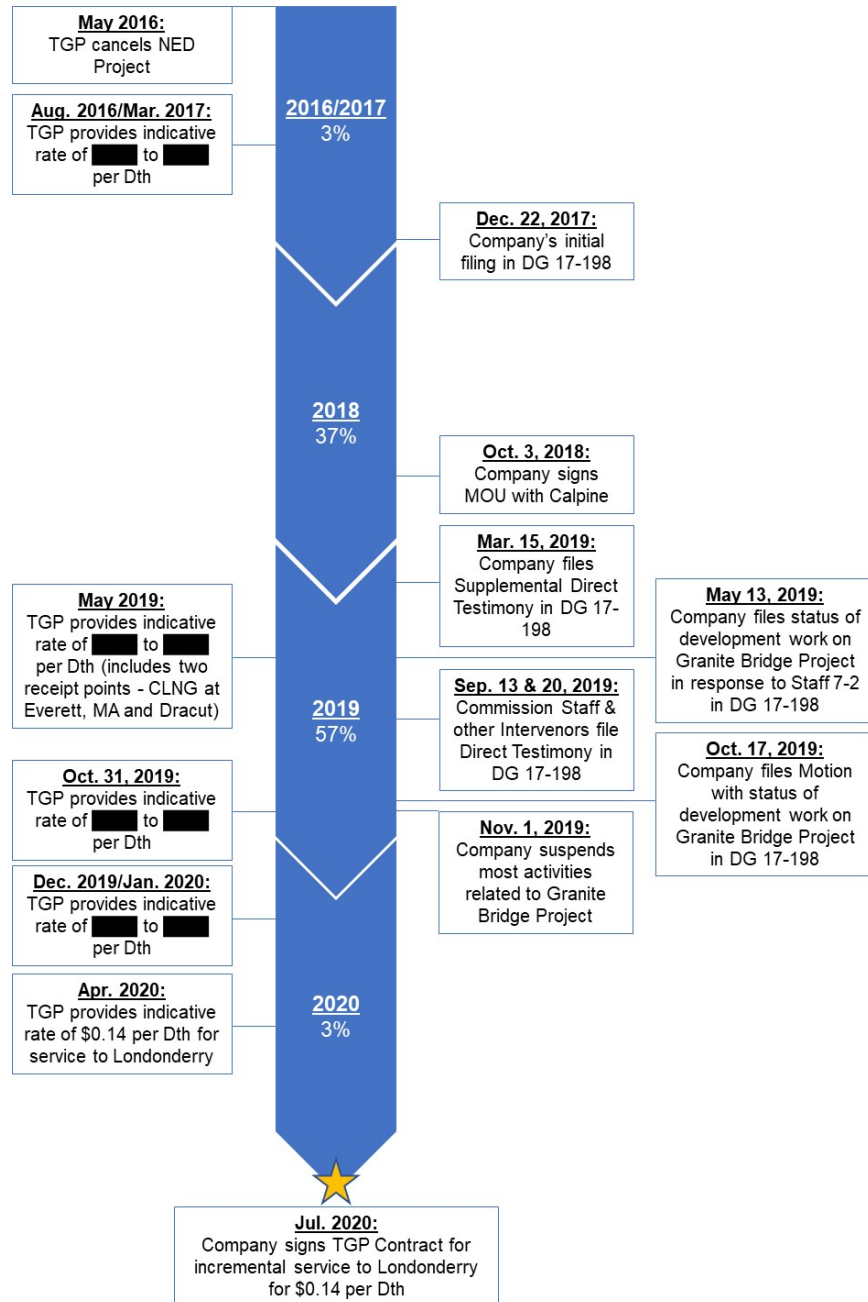 May 2016:
TGP cancels NED
Project
Aug. 2016/Mar. 2017:
TGP provides indicative
rate of to
per Dth
2016/2017
3%
Dec. 22, 2017:
Company's initial
filing in DG 17-198
2018
37%
Oct. 3, 2018:
Company signs
MOU with Calpine
Mar. 15, 2019:
Company files
Supplemental Direct
Testimony in DG 17-
198
May 2019:
TGP provides indicative
rate of to
per Dth (includes two
receipt points - CLNG at
Everett, MA and Dracut)
May 13, 2019:
Company files status of
development work on
Granite Bridge Project
in response to Staff 7-2
in DG 17-198
2019
57%
Sep. 13 & 20, 2019:
Commission Staff &
other Intervenors file
Direct Testimony in
DG 17-198
Oct. 17, 2019:
Company files Motion
with status of
development work on
Granite Bridge Project
in DG 17-198
Oct. 31, 2019:
TGP provides indicative
rate of to
per Dth
Nov. 1, 2019:
Company suspends
most activities
related to Granite
Bridge Project
Dec. 2019/Jan. 2020:
TGP provides indicative
rate of to
per Dth
2020
3%
Apr. 2020:
TGP provides indicative
rate of $0.14 per Dth for
service to Londonderry
Jul. 2020:
Company signs TGP Contract for
incremental service to Londonderry
for $0.14 per Dth